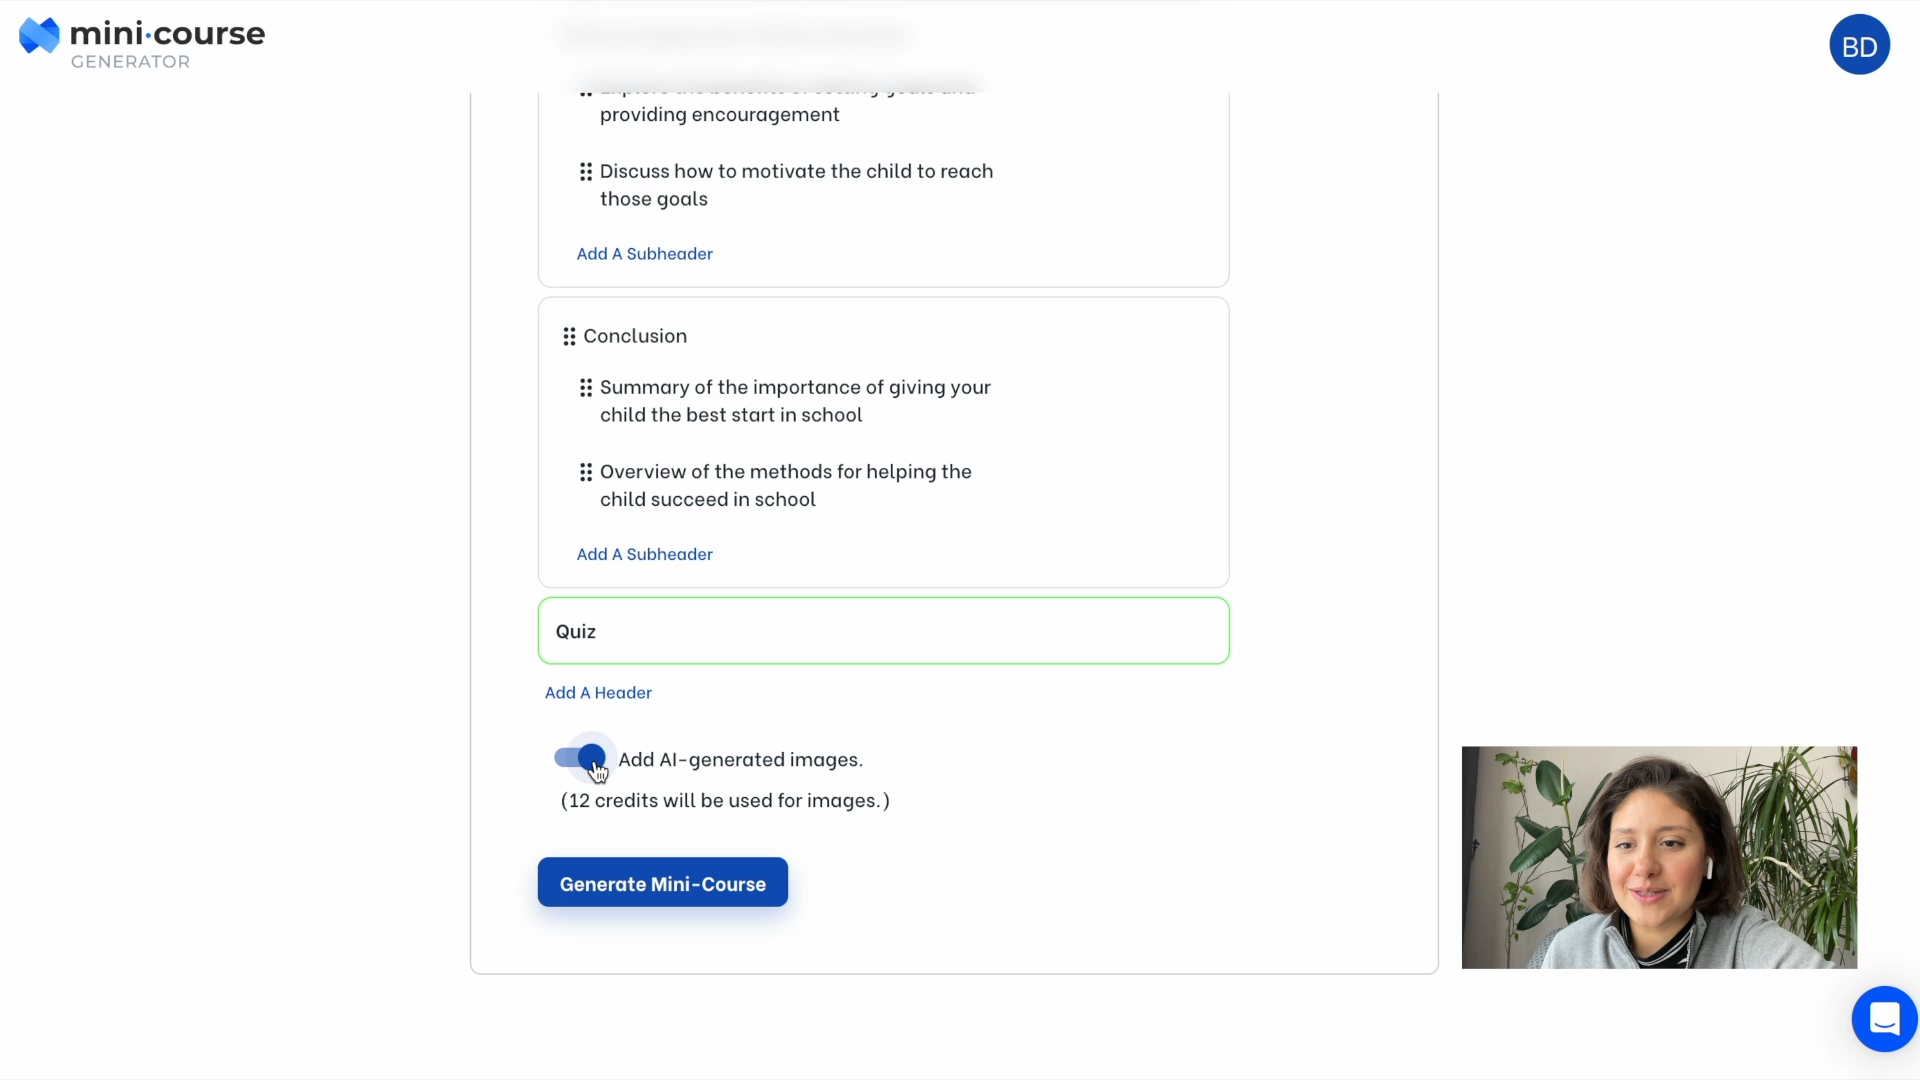 mini·course
GENERATOR
BD
providing encouragement
Discuss how to motivate the child to reach
those goals
Add A Subheader
Conclusion
Summary of the importance of giving your
child the best start in school
Overview of the methods for helping the
child succeed in school
Add A Subheader
Quiz
Add A Header
Add AI-generated images.
(12 credits will be used for images.)
Generate Mini-Course